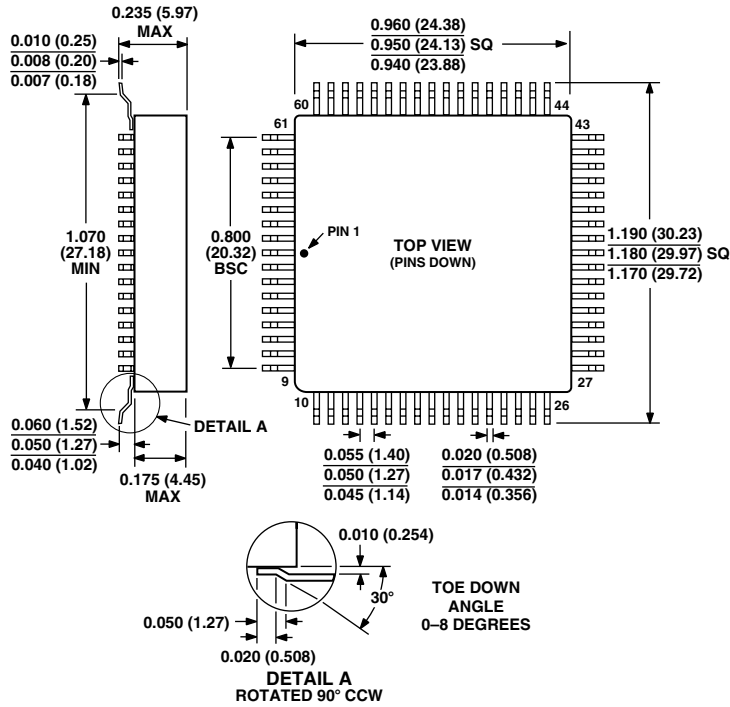 0.235 (5.97)
MAX
0.010 (0.25)
0.008 (0.20)
0.007 (0.18)
0.960 (24.38)
0.950 (24.13) SQ
0.940 (23.88)
60
44
61
43
1.070
(27.18)
MIN
0.800
(20.32)
BSC
PIN 1
TOP VIEW
(PINS DOWN)
1.190 (30.23)
1.180 (29.97) SQ
1.170 (29.72)
9
27
10
26
DETAIL A
0.060 (1.52)
0.050 (1.27)
0.040 (1.02)
0.175 (4.45)
MAX
0.055 (1.40)
0.050 (1.27)
0.045 (1.14)
0.020 (0.508)
0.017 (0.432)
0.014 (0.356)
0.010 (0.254)
30°
TOE DOWN
ANGLE
0–8 DEGREES
0.050 (1.27)
0.020 (0.508)
DETAIL A
ROTATED 90° CCW